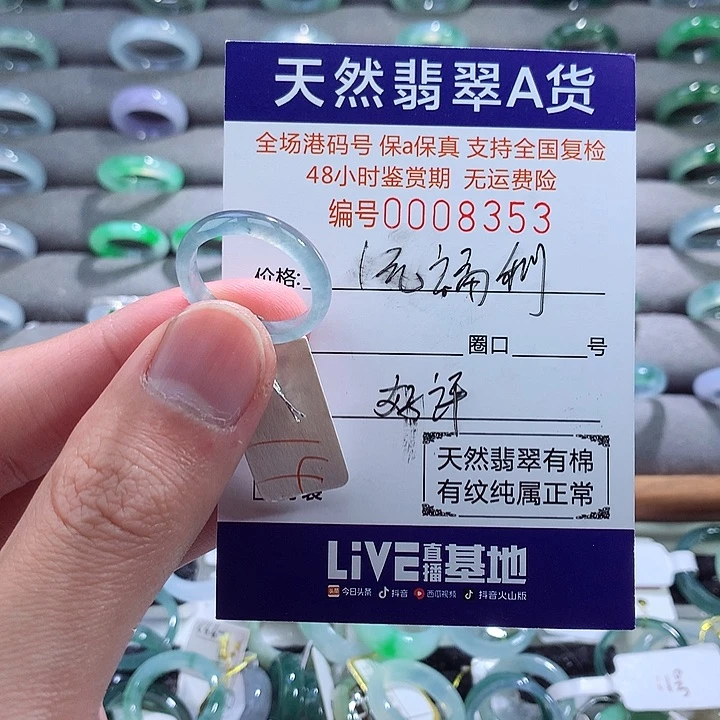 天然翡翠A货
全场港码号 保a保真 支持全国复检
48小时鉴赏期 无运费险
编号0008353
价格:
圈口 号
好评
天然翡翠有棉
有纹纯属正常
LiVE直播基地
今日头条 抖音 西瓜视频 抖音火山版